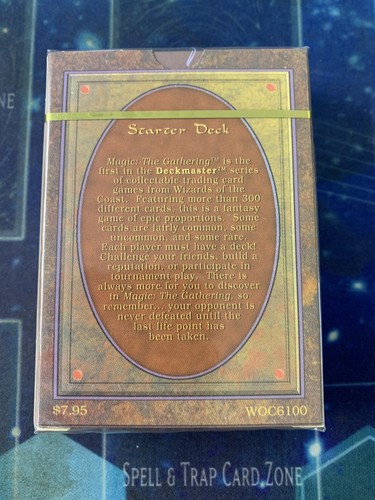 Starter Deck
Magic: The Gathering™ is the
first in the Deckmaster™ series
of collectable trading card
games from Wizards of the
Coast. Featuring more than 300
different cards, this is a fantasy
game of epic proportions. Some
cards are fairly common, some
uncommon, and some rare.
Each player must have a deck!
Challenge your friends, build a
reputation, or participate in
tournament play. There is
always more for you to discover
in Magic: The Gathering, so
remember... your opponent is
never defeated until the
last life point has
been taken.
$7.95
WOC6100
ZONE
SPELL & TRAP CARD ZONE